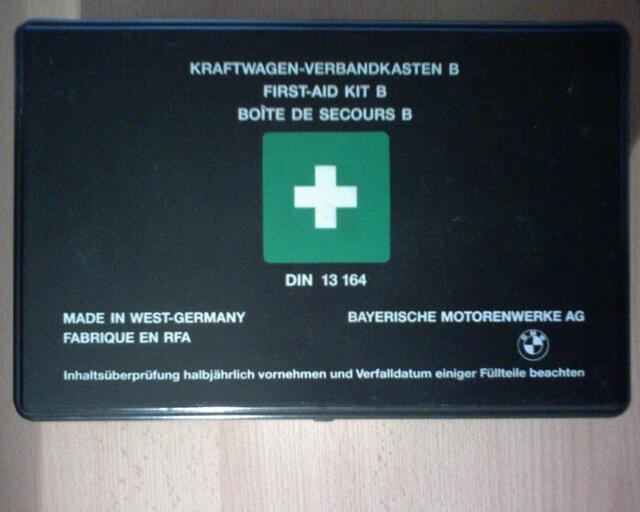 KRAFTWAGEN-VERBANDKASTEN B
FIRST-AID KIT B
BOÎTE DE SECOURS B
DIN 13 164
MADE IN WEST-GERMANY
FABRIQUE EN RFA
BAYERISCHE MOTORENWERKE AG
BMW
Inhaltsüberprüfung halbjährlich vornehmen und Verfalldatum einiger Füllteile beachten